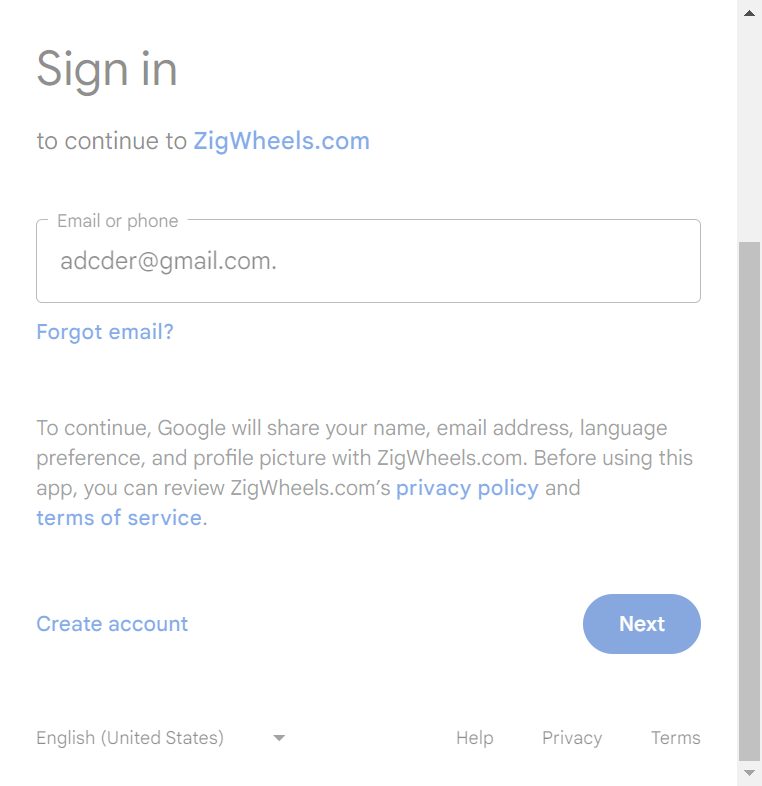 Sign in
to continue to ZigWheels.com
Email or phone
adcder@gmail.com.
Forgot email?
To continue, Google will share your name, email address, language
preference, and profile picture with ZigWheels.com. Before using this
app, you can review ZigWheels.com’s privacy policy and
terms of service.
Create account
Next
English (United States)
Help
Privacy
Terms